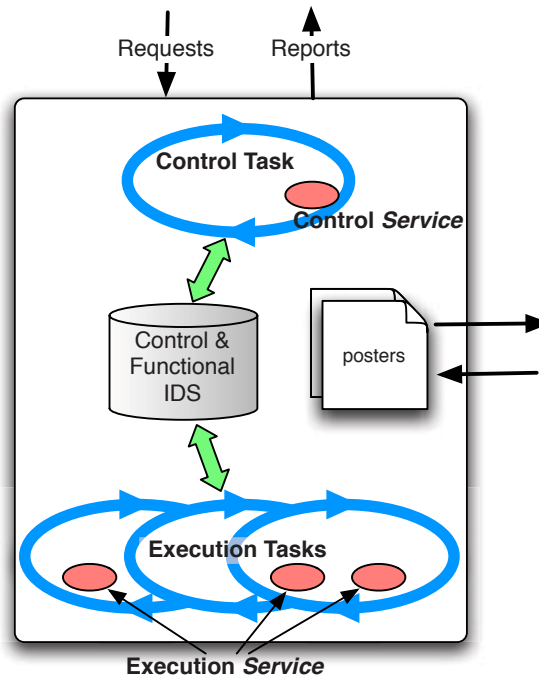 Requests
Reports
Control Task
Control Service
Control &
Functional
IDS
posters
Execution Tasks
Execution Service